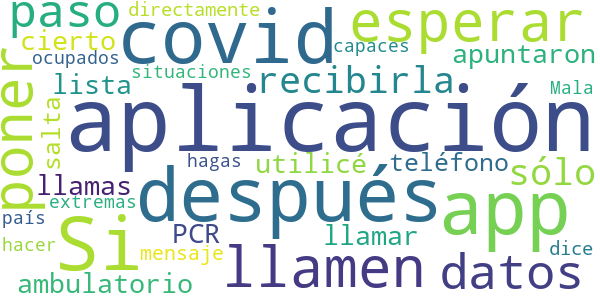 directamente
paso
covid
esperar
cierto
capaces
apuntaron
ocupados
situaciones
lista
recibirla
Mala
poner
salta
aplicación
hagas
utilicé
teléfono
sólo
llamas
después
app
extremas
país
Si
PCR
llamar
hacer
mensaje
llamen
datos
dice
ambulatorio